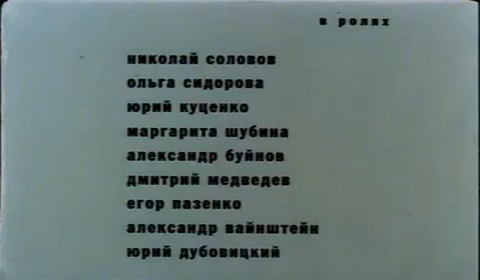 в ролях
николай соловов
ольга сидорова
юрий куценко
маргарита шубина
александр буйнов
дмитрий медведев
егор пазенко
александр вайнштейн
юрий дубовицкий